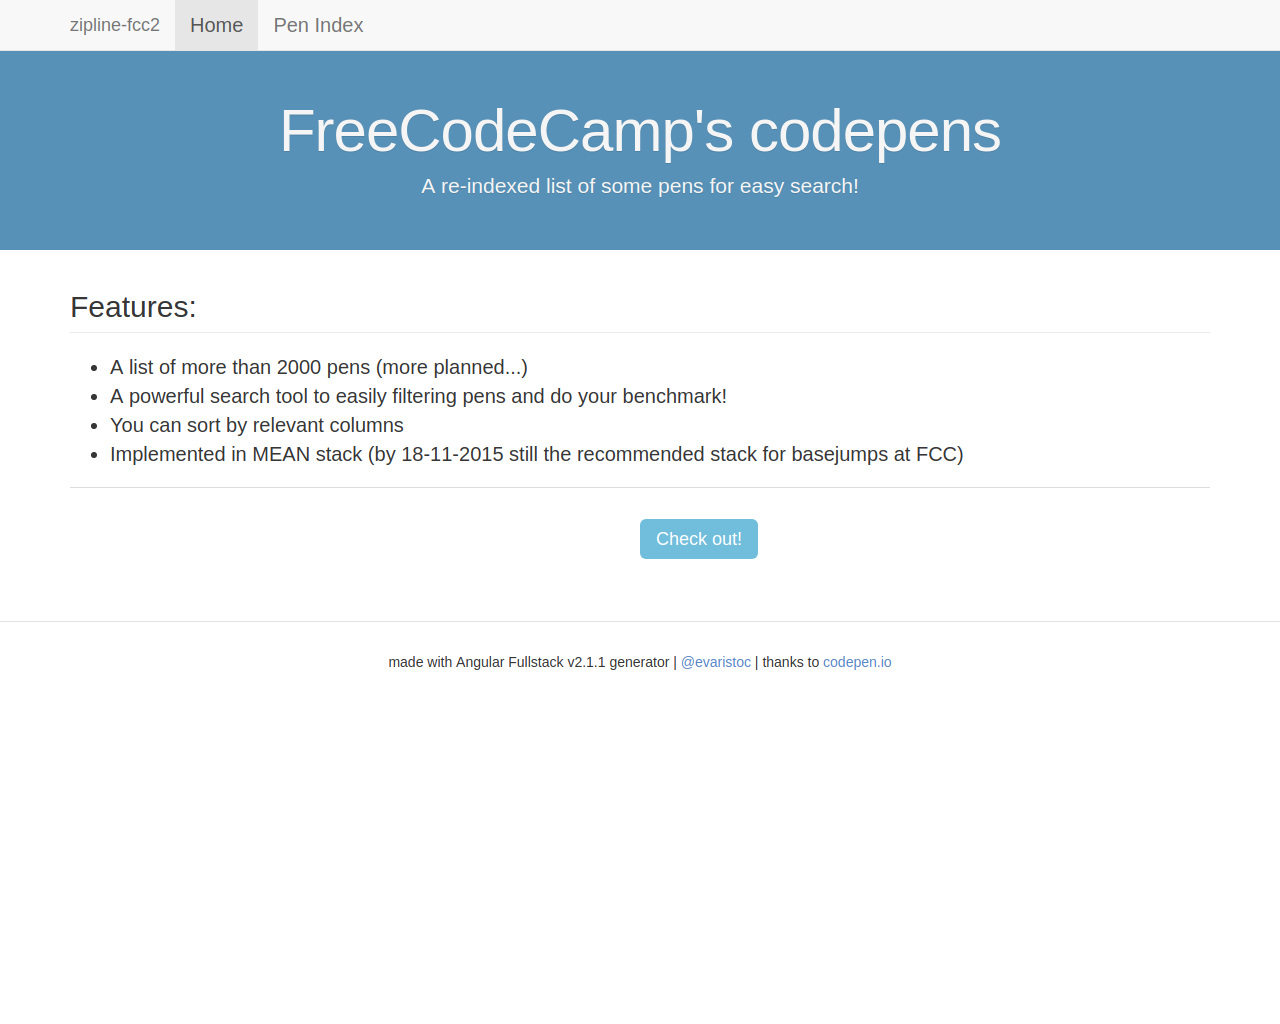 zipline-fcc2 Home Pen Index
FreeCodeCamp's codepens
A re-indexed list of some pens for easy search!
Features:
A list of more than 2000 pens (more planned...)
A powerful search tool to easily filtering pens and do your benchmark!
You can sort by relevant columns
Implemented in MEAN stack (by 18-11-2015 still the recommended stack for basejumps at FCC)
Check out!
made with Angular Fullstack v2.1.1 generator | @evaristoc | thanks to codepen.io